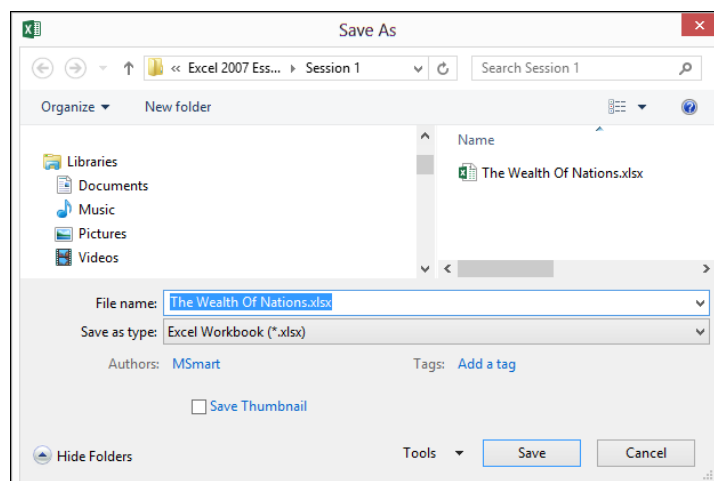 Save As
« Excel 2007 Ess... Session 1 Search Session 1
Organize New folder
Name
Libraries
The Wealth Of Nations.xlsx
Documents
Music
Pictures
Videos
File name: The Wealth Of Nations.xlsx
Save as type: Excel Workbook (*.xlsx)
Authors: MSmart Tags: Add a tag
Save Thumbnail
Hide Folders Tools Save Cancel